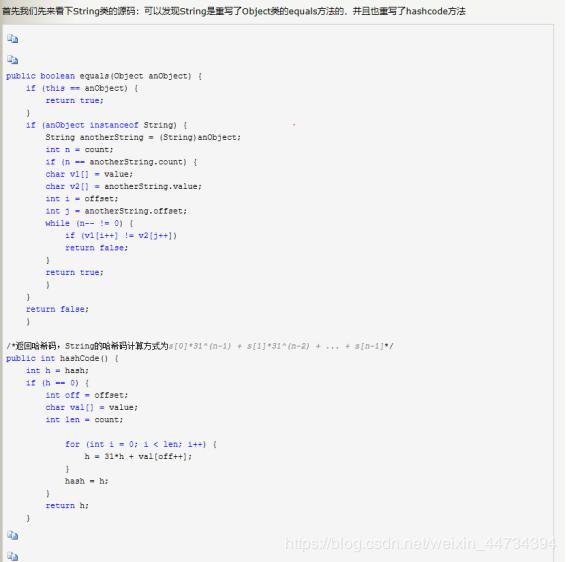 首先我们先来看下String类的源码：可以发现String是重写了Object类的equals方法的，并且也重写了hashcode方法
public boolean equals(Object anObject) {
    if (this == anObject) {
        return true;
    }
    if (anObject instanceof String) {
        String anotherString = (String)anObject;
        int n = count;
        if (n == anotherString.count) {
        char v1[] = value;
        char v2[] = anotherString.value;
        int i = offset;
        int j = anotherString.offset;
        while (n-- != 0) {
            if (v1[i++] != v2[j++])
            return false;
        }
        return true;
        }
    }
    return false;
    }
/*返回哈希码，String的哈希码计算方式为s[0]*31^(n-1) + s[1]*31^(n-2) + ... + s[n-1]*/
public int hashCode() {
    int h = hash;
    if (h == 0) {
        int off = offset;
        char val[] = value;
        int len = count;
            for (int i = 0; i < len; i++) {
                h = 31*h + val[off++];
            }
            hash = h;
        }
        return h;
    }
https://blog.csdn.net/weixin_44734394